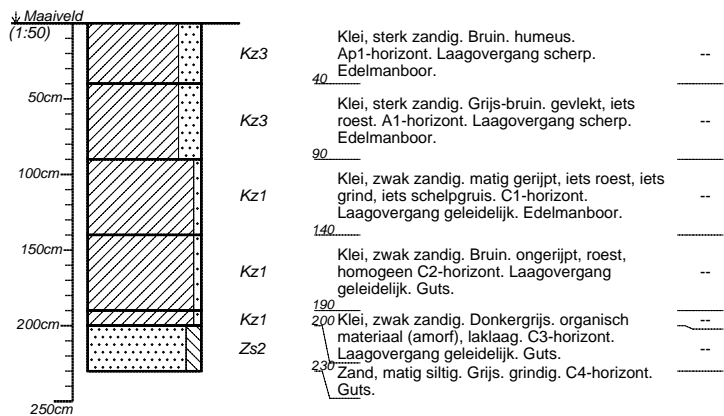 Maaiveld
(1:50)
Kz3
Klei, sterk zandig. Bruin. humeus.
Ap1-horizont. Laagovergang scherp.
Edelmanboor.
--
40
50cm
Kz3
Klei, sterk zandig. Grijs-bruin. gevlekt, iets
roest. A1-horizont. Laagovergang scherp.
Edelmanboor.
--
90
100cm
Kz1
Klei, zwak zandig. matig gerijpt, iets roest, iets
grind, iets schelpgruis. C1-horizont.
Laagovergang geleidelijk. Edelmanboor.
--
140
150cm
Kz1
Klei, zwak zandig. Bruin. ongerijpt, roest,
homogeen C2-horizont. Laagovergang
geleidelijk. Guts.
--
190
200cm
Kz1
200
Klei, zwak zandig. Donkergrijs. organisch
materiaal (amorf), laklaag. C3-horizont.
Laagovergang geleidelijk. Guts.
--
Zs2
230
Zand, matig siltig. Grijs. grindig. C4-horizont.
Guts.
--
250cm